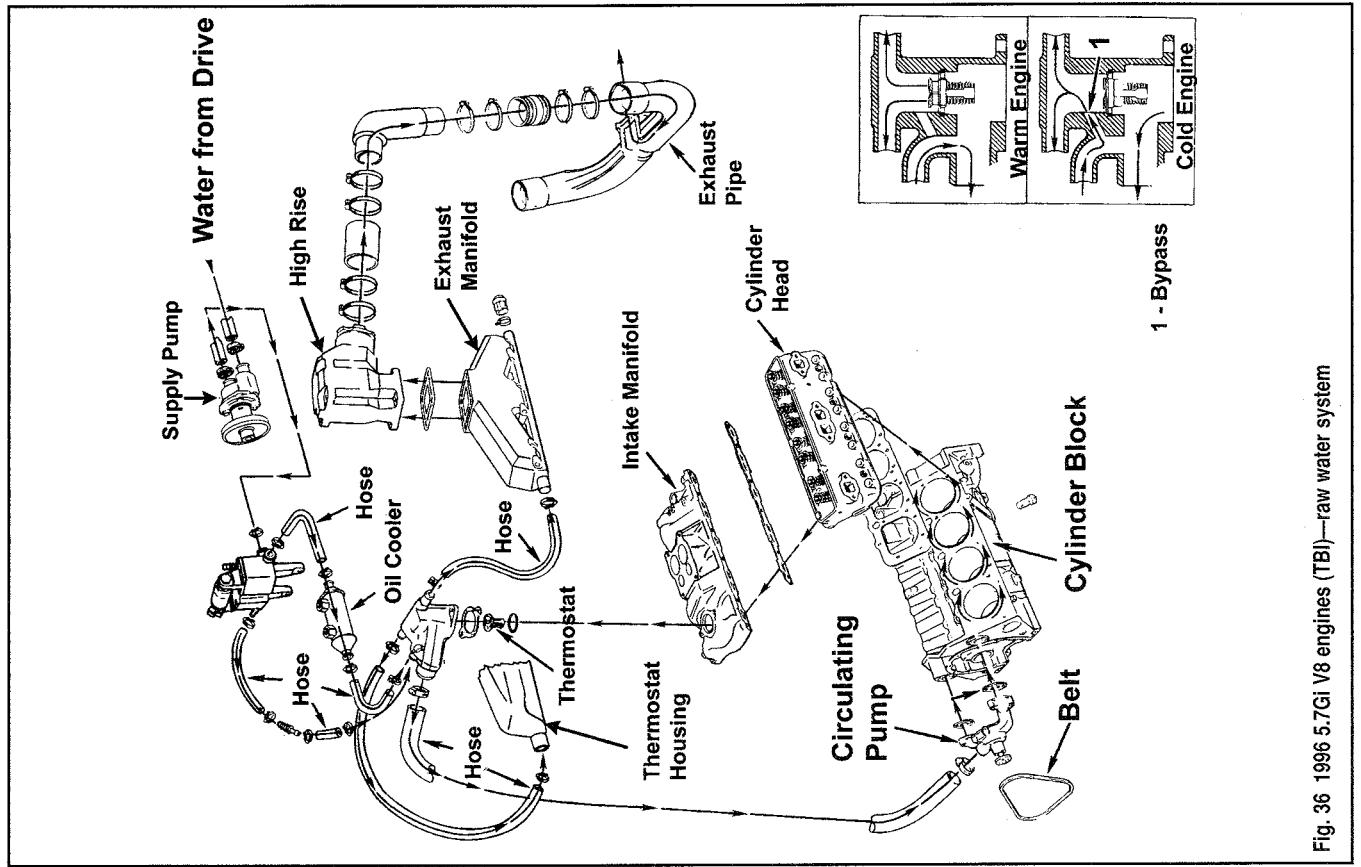 Water from Drive
Supply Pump
High Rise
Exhaust
Manifold
Exhaust
Pipe
Hose
Oil Cooler
Hose
Hose
Hose
Thermostat
Thermostat
Housing
Intake Manifold
Cylinder
Head
Cylinder Block
Circulating
Pump
Belt
1
Warm Engine
Cold Engine
1 - Bypass
Fig. 36 1996 5.7Gi V8 engines (TBI)—raw water system